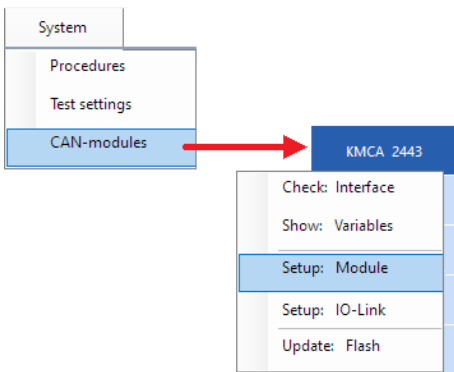 System
Procedures
Test settings
CAN-modules
KMCA 2443
Check: Interface
Show: Variables
Setup: Module
Setup: IO-Link
Update: Flash